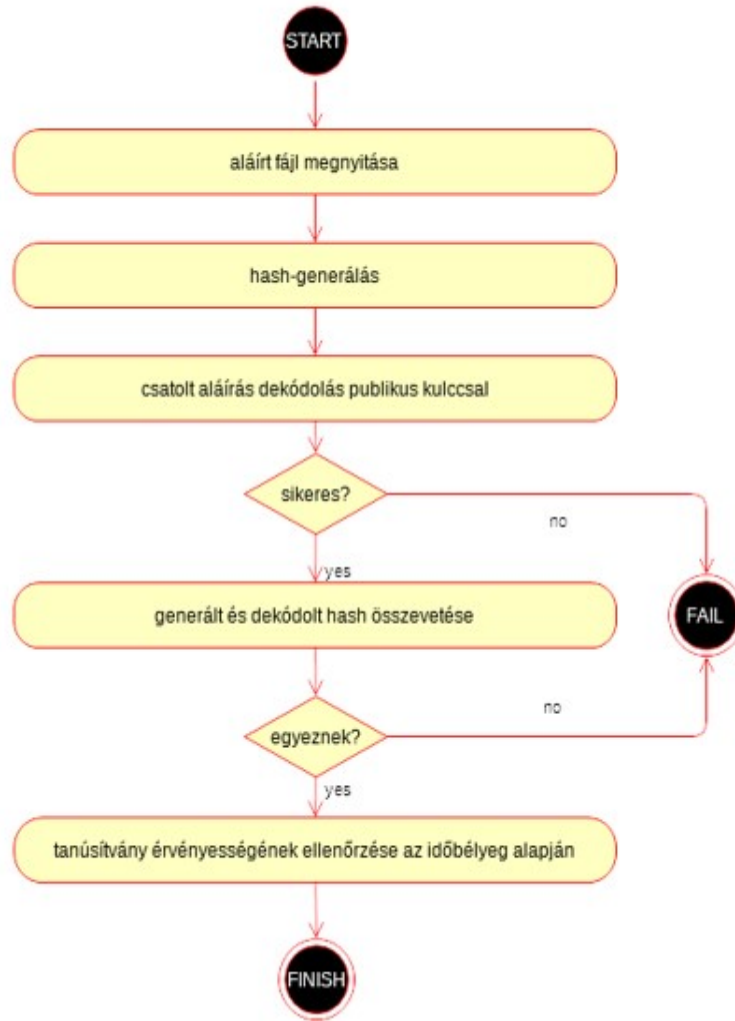 START
aláírt fájl megnyitása
hash-generálás
csatolt aláírás dekódolás publikus kulccsal
sikeres?
no
yes
generált és dekódolt hash összevetése
FAIL
no
egyeznek?
yes
tanúsítvány érvényességének ellenőrzése az időbélyeg alapján
FINISH